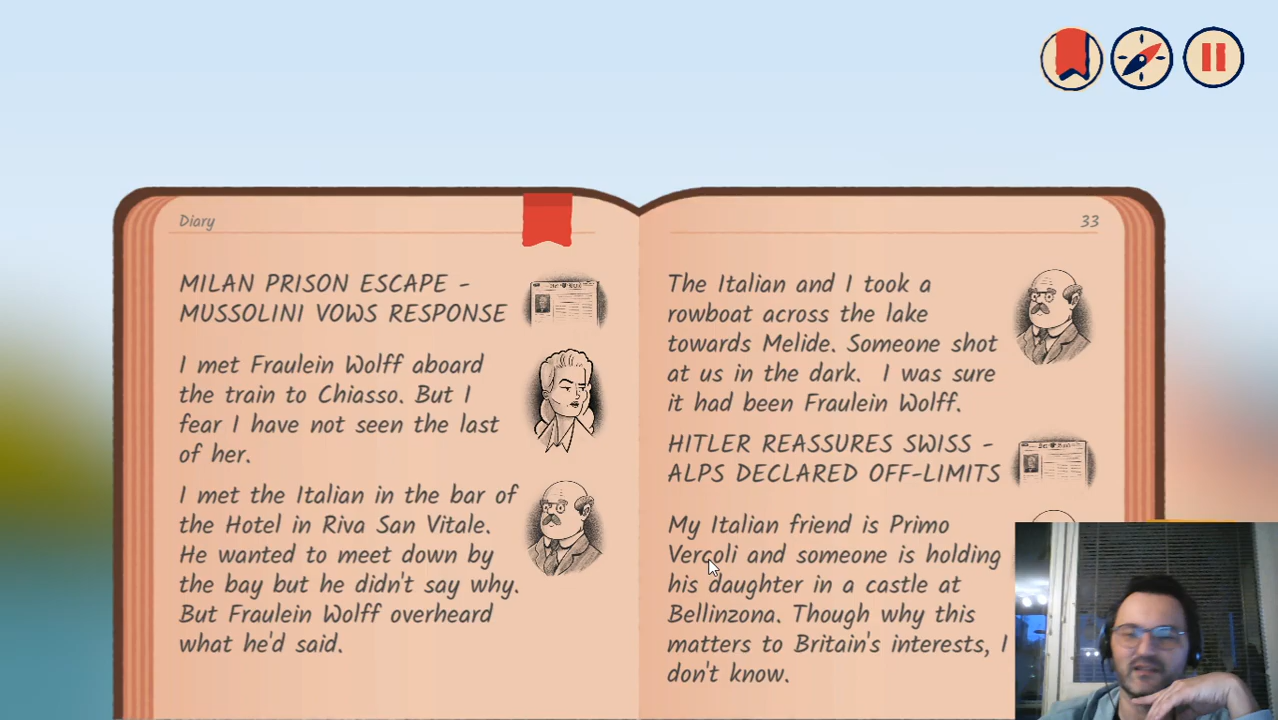 Diary
MILAN PRISON ESCAPE -
MUSSOLINI VOWS RESPONSE
I met Fraulein Wolff aboard
the train to Chiasso. But I
fear I have not seen the last
of her.
I met the Italian in the bar of
the Hotel in Riva San Vitale.
He wanted to meet down by
the bay but he didn't say why.
But Fraulein Wolff overheard
what he'd said.
33
The Italian and I took a
rowboat across the lake
towards Melide. Someone shot
at us in the dark.  I was sure
it had been Fraulein Wolff.
HITLER REASSURES SWISS -
ALPS DECLARED OFF-LIMITS
My Italian friend is Primo
Vercoli and someone is holding
his daughter in a castle at
Bellinzona. Though why this
matters to Britain's interests, I
don't know.